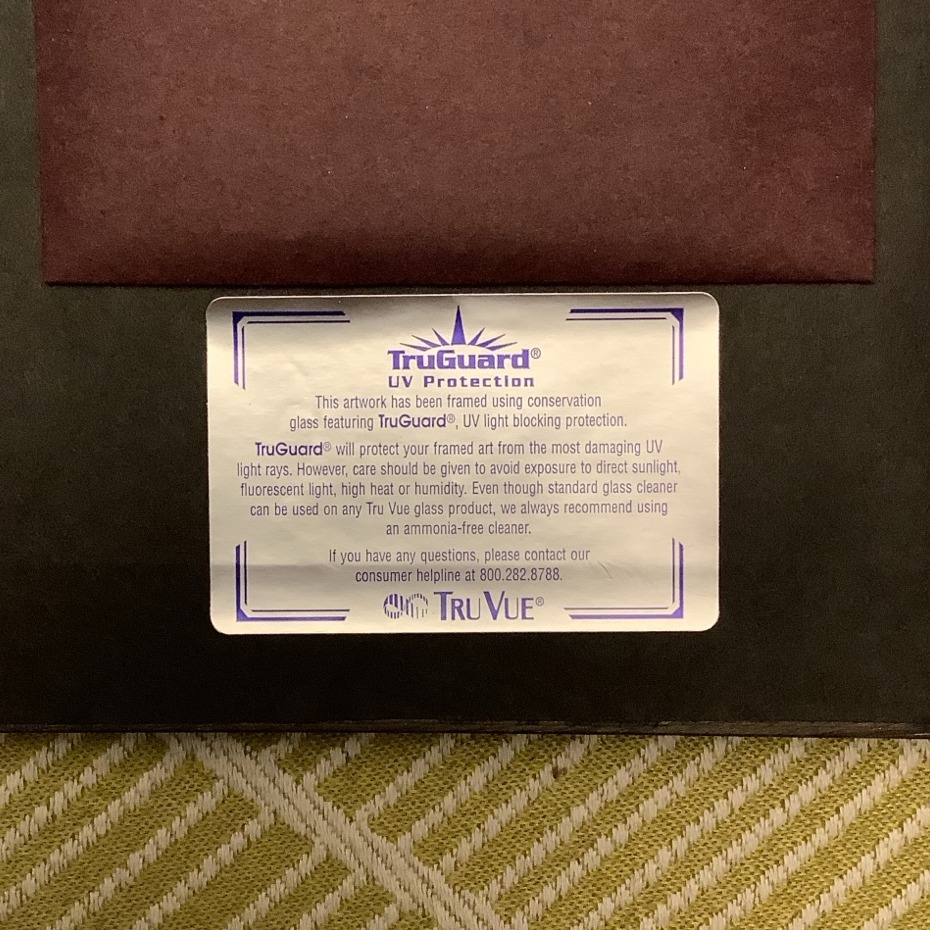 TruGuard®
UV Protection
This artwork has been framed using conservation
glass featuring TruGuard®, UV light blocking protection.
TruGuard® will protect your framed art from the most damaging UV
light rays. However, care should be given to avoid exposure to direct sunlight,
fluorescent light, high heat or humidity. Even though standard glass cleaner
can be used on any Tru Vue glass product, we always recommend using
an ammonia-free cleaner.
If you have any questions, please contact our
consumer helpline at 800.282.8788.
TRU VUE®